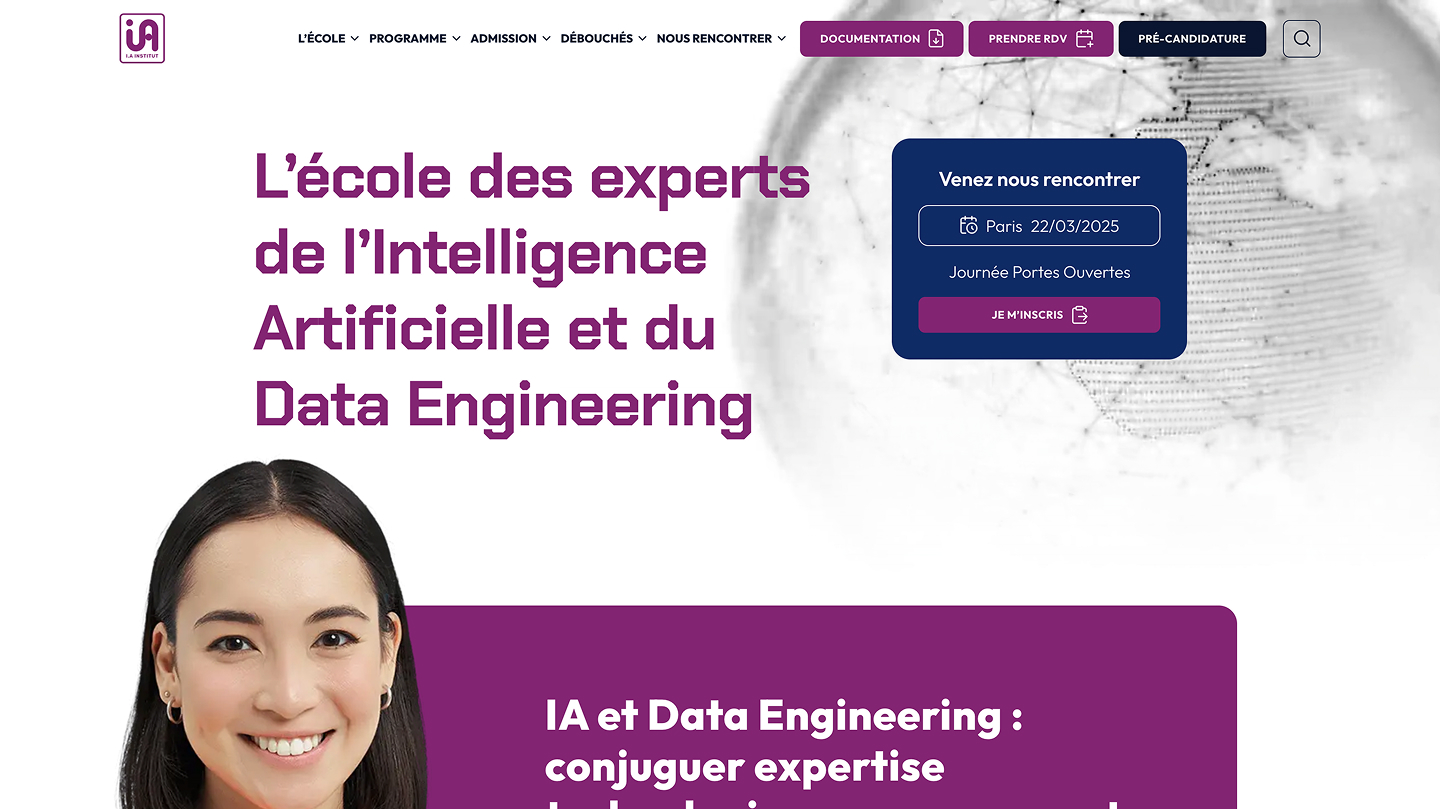 iA
I.A INSTITUT
L'ÉCOLE PROGRAMME ADMISSION DÉBOUCHÉS NOUS RENCONTRER DOCUMENTATION PRENDRE RDV PRÉ-CANDIDATURE
L'école des experts
de l'Intelligence
Artificielle et du
Data Engineering
Venez nous rencontrer
Paris 22/03/2025
Journée Portes Ouvertes
JE M'INSCRIS
IA et Data Engineering :
conjuguer expertise